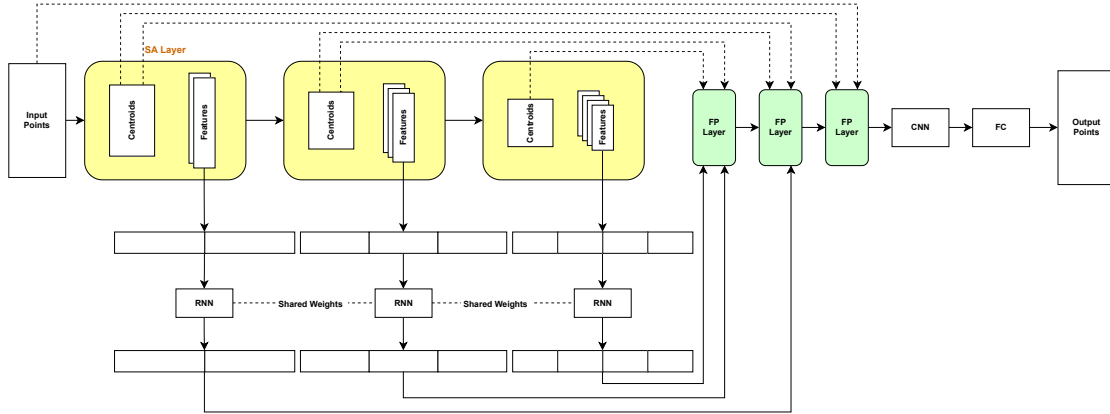 SA Layer
Input
Points
Centroids
Features
Centroids
Features
Centroids
Features
FP
Layer
FP
Layer
FP
Layer
CNN
FC
Output
Points
RNN
Shared Weights
RNN
Shared Weights
RNN